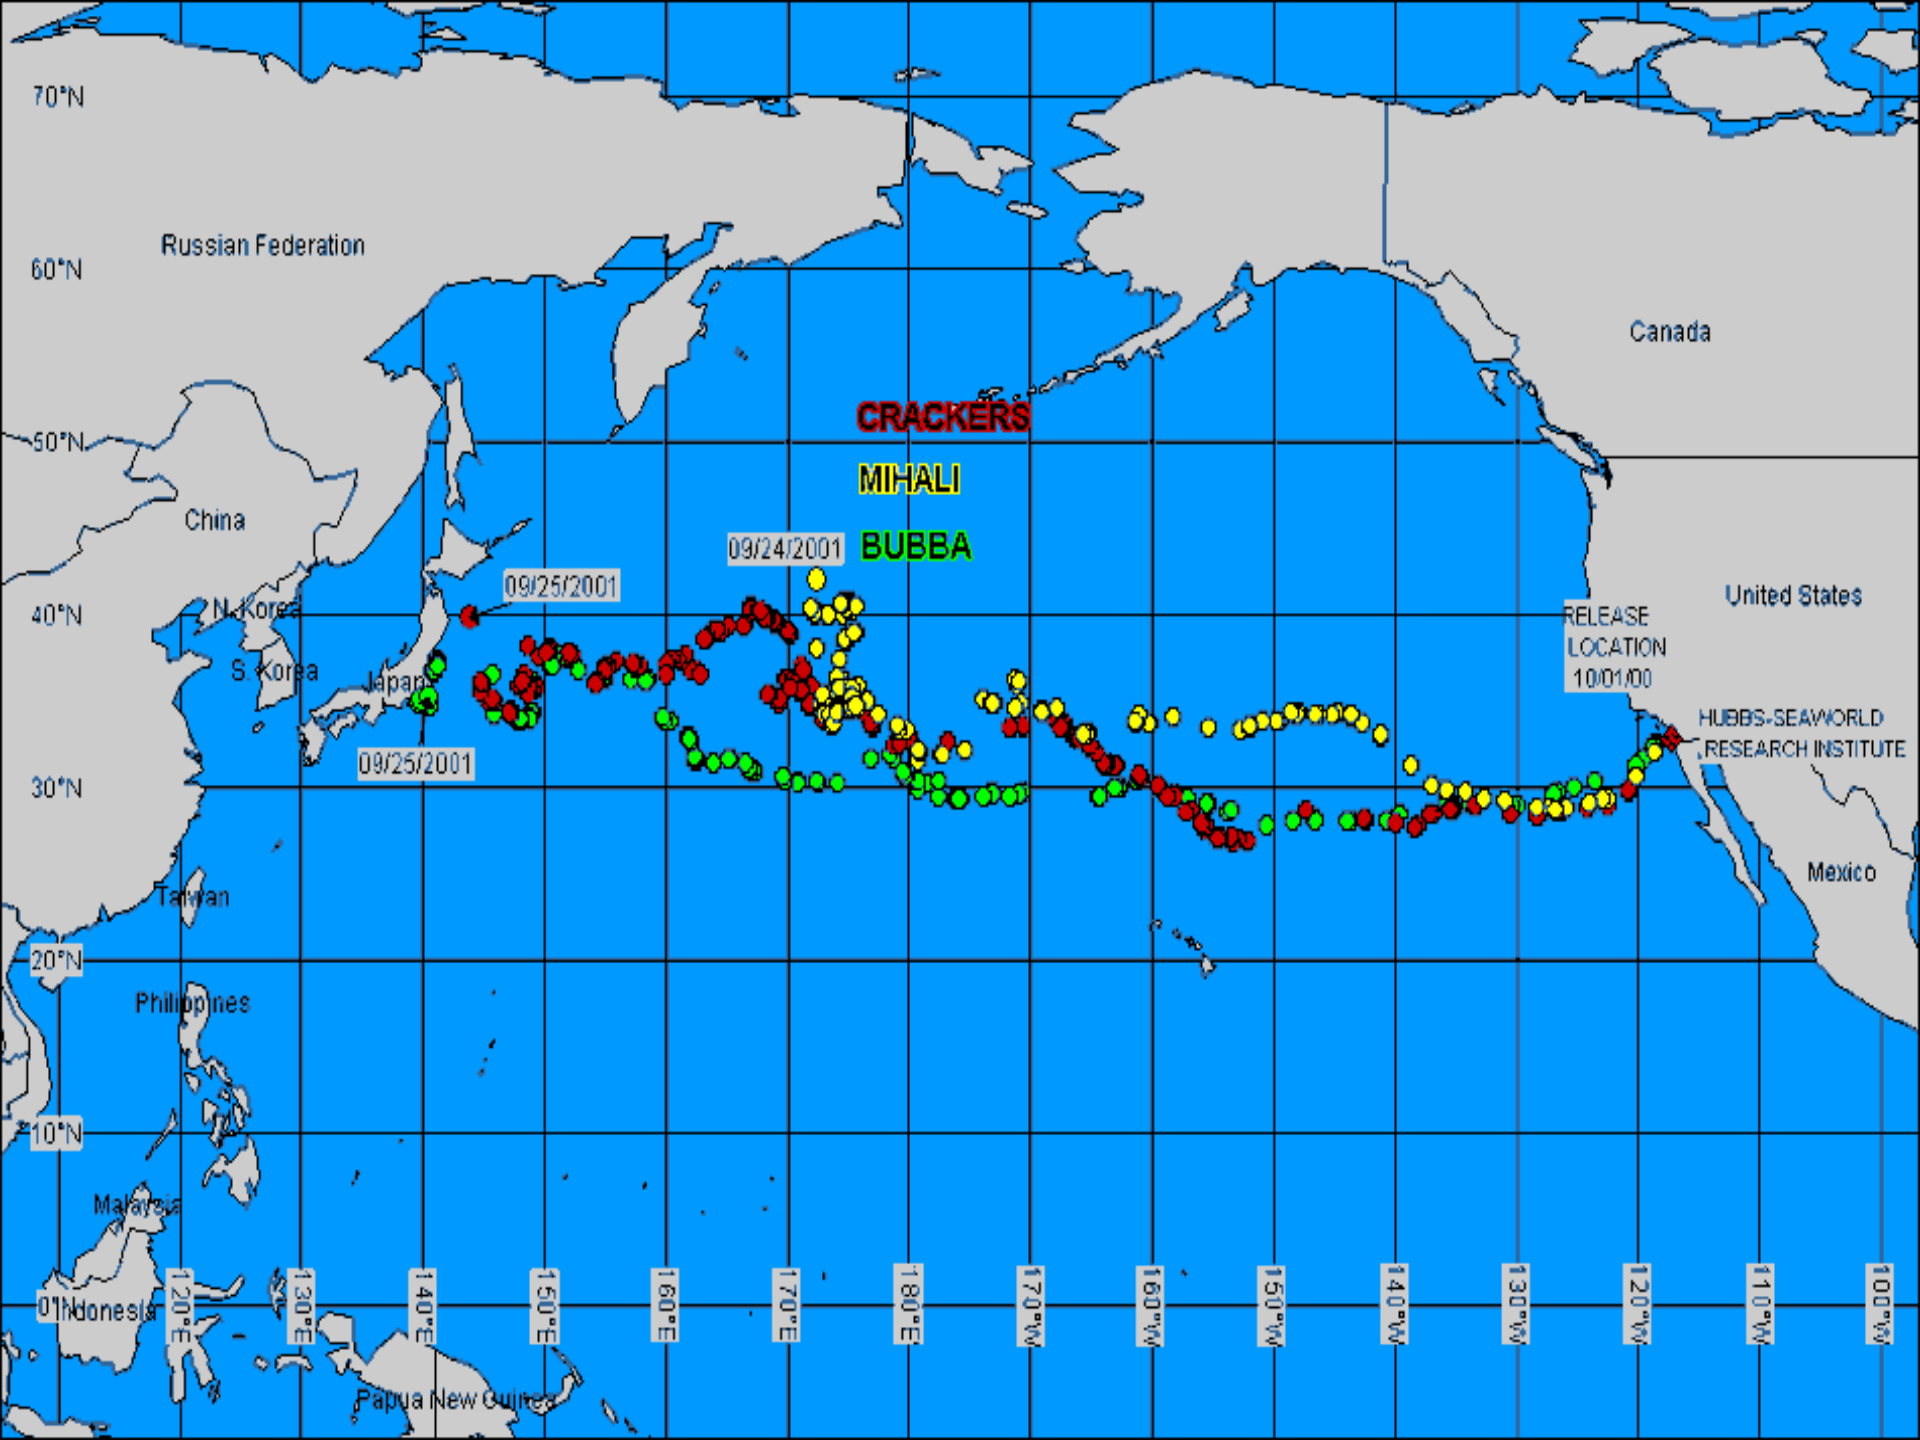 70°N
Russian Federation
60°N
Canada
CRACKERS
50°N
MIHALI
China
BUBBA
09/24/2001
09/25/2001
United States
40°N
N. Korea
RELEASE
LOCATION
10/01/00
S. Korea
Japan
HUBBS-SEAWORLD
RESEARCH INSTITUTE
09/25/2001
30°N
Mexico
Taiwan
20°N
Philippines
10°N
Malaysia
0°N
Indonesia
120°E
130°E
140°E
150°E
160°E
170°E
180°E
170°W
160°W
150°W
140°W
130°W
120°W
110°W
100°W
Papua New Guinea